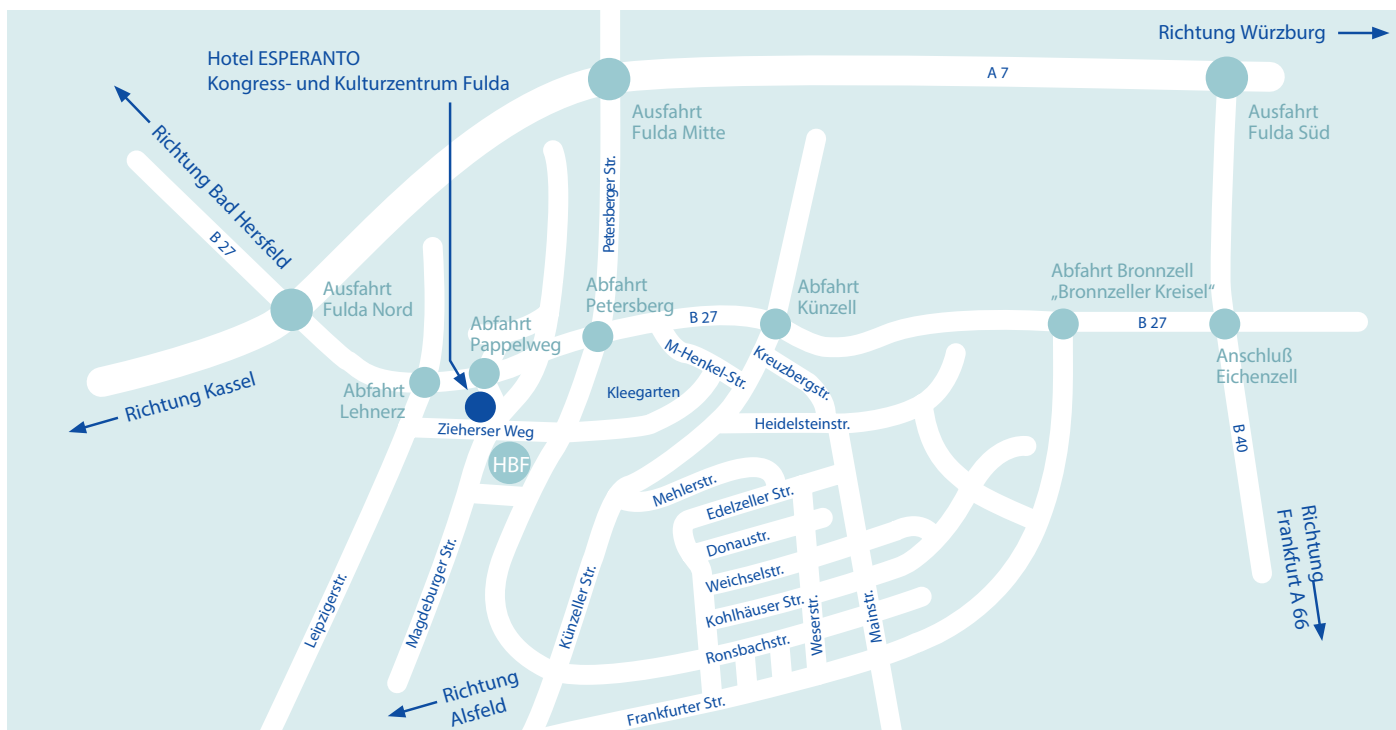 Richtung Würzburg
Hotel ESPERANTO
Kongress- und Kulturzentrum Fulda
A 7
Ausfahrt
Fulda Mitte
Ausfahrt
Fulda Süd
Richtung Bad Hersfeld
B 27
Petersberger Str.
Ausfahrt
Fulda Nord
Abfahrt
Pappelweg
Abfahrt
Petersberg
B 27
Abfahrt
Künzell
Abfahrt Bronnzell
„Bronnzeller Kreisel“
B 27
Anschluß
Eichenzell
Richtung Kassel
Abfahrt
Lehnerz
M-Henkel-Str.
Kreuzbergstr.
Kleegarten
Zieherser Weg
Heidelsteinstr.
HBF
B 40
Mehlerstr.
Edelzeller Str.
Donaustr.
Weichselstr.
Kohlhäuser Str.
Ronsbachstr.
Weserstr.
Mainstr.
Richtung
Frankfurt A 66
Leipzigerstr.
Magdeburger Str.
Künzeller Str.
Richtung
Alsfeld
Frankfurter Str.